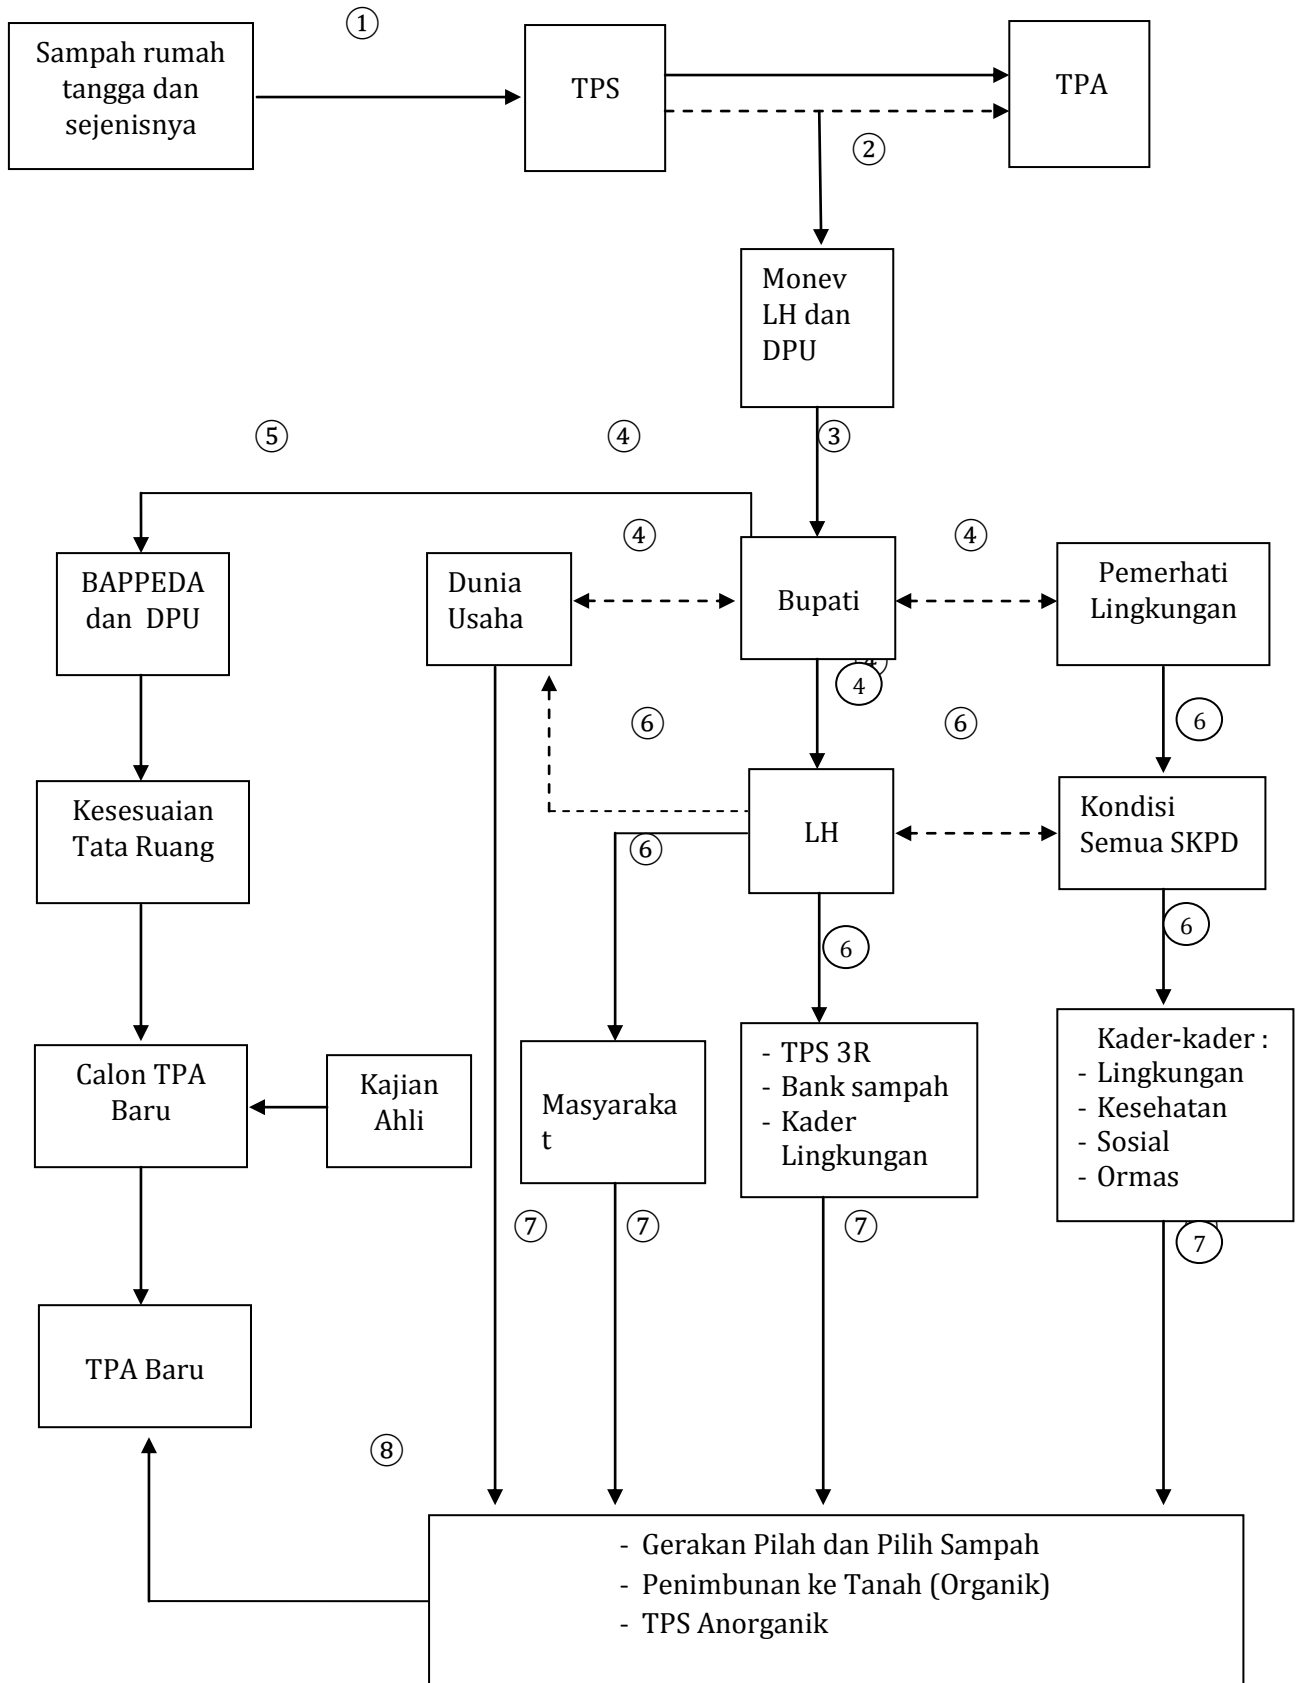 ①
Sampah rumah
tangga dan
sejenisnya
TPS
TPA
②
Monev
LH dan
DPU
⑤
④
③
④
④
BAPPEDA
dan DPU
Dunia
Usaha
Bupati
Pemerhati
Lingkungan
4
⑥
⑥
6
Kesesuaian
Tata Ruang
LH
Kondisi
Semua SKPD
⑥
6
6
Calon TPA
Baru
Kajian
Ahli
Masyaraka
t
- TPS 3R
- Bank sampah
- Kader
Lingkungan
Kader-kader :
- Lingkungan
- Kesehatan
- Sosial
- Ormas
⑦
⑦
⑦
7
TPA Baru
⑧
- Gerakan Pilah dan Pilih Sampah
- Penimbunan ke Tanah (Organik)
- TPS Anorganik